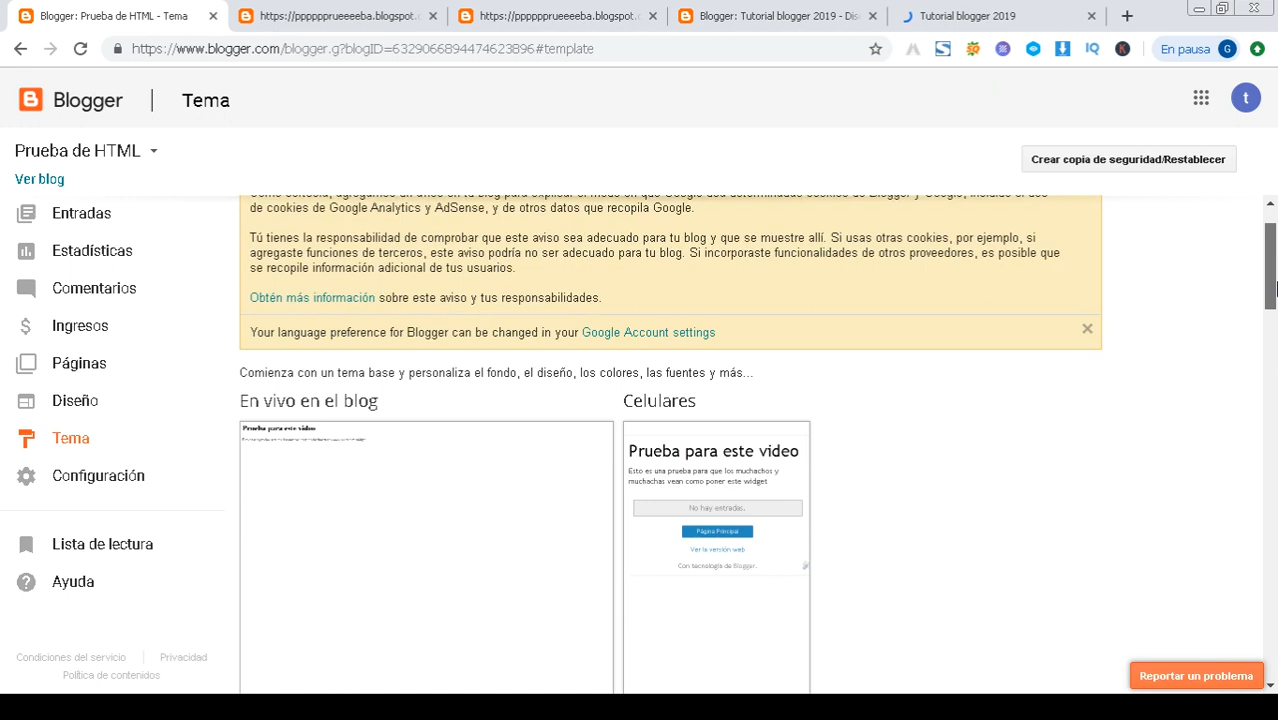 Blogger: Prueba de HTML - Tema
https://ppppppprueeeeba.blogspot.
https://ppppppprueeeeba.blogspot.
Blogger: Tutorial blogger 2019 - Dis
Tutorial blogger 2019
https://www.blogger.com/blogger.g?blogID=6329066894474623896#template
En pausa
G
Blogger
Tema
t
Prueba de HTML
Crear copia de seguridad/Restablecer
Ver blog
Entradas
Estadísticas
Comentarios
Ingresos
Páginas
Diseño
Tema
Configuración
Lista de lectura
Ayuda
Condiciones del servicio
Privacidad
Política de contenidos
de cookies de Google Analytics y AdSense, y de otros datos que recopila Google.
Tú tienes la responsabilidad de comprobar que este aviso sea adecuado para tu blog y que se muestre allí. Si usas otras cookies, por ejemplo, si
agregaste funciones de terceros, este aviso podría no ser adecuado para tu blog. Si incorporaste funcionalidades de otros proveedores, es posible que
se recopile información adicional de tus usuarios.
Obtén más información sobre este aviso y tus responsabilidades.
Your language preference for Blogger can be changed in your Google Account settings
Comienza con un tema base y personaliza el fondo, el diseño, los colores, las fuentes y más...
En vivo en el blog
Celulares
Prueba para este video
Prueba para este video
Esto es una prueba para que los muchachos y
muchachas vean como poner este widget
No hay entradas.
Página Principal
Ver la versión web
Con tecnología de Blogger.
Reportar un problema